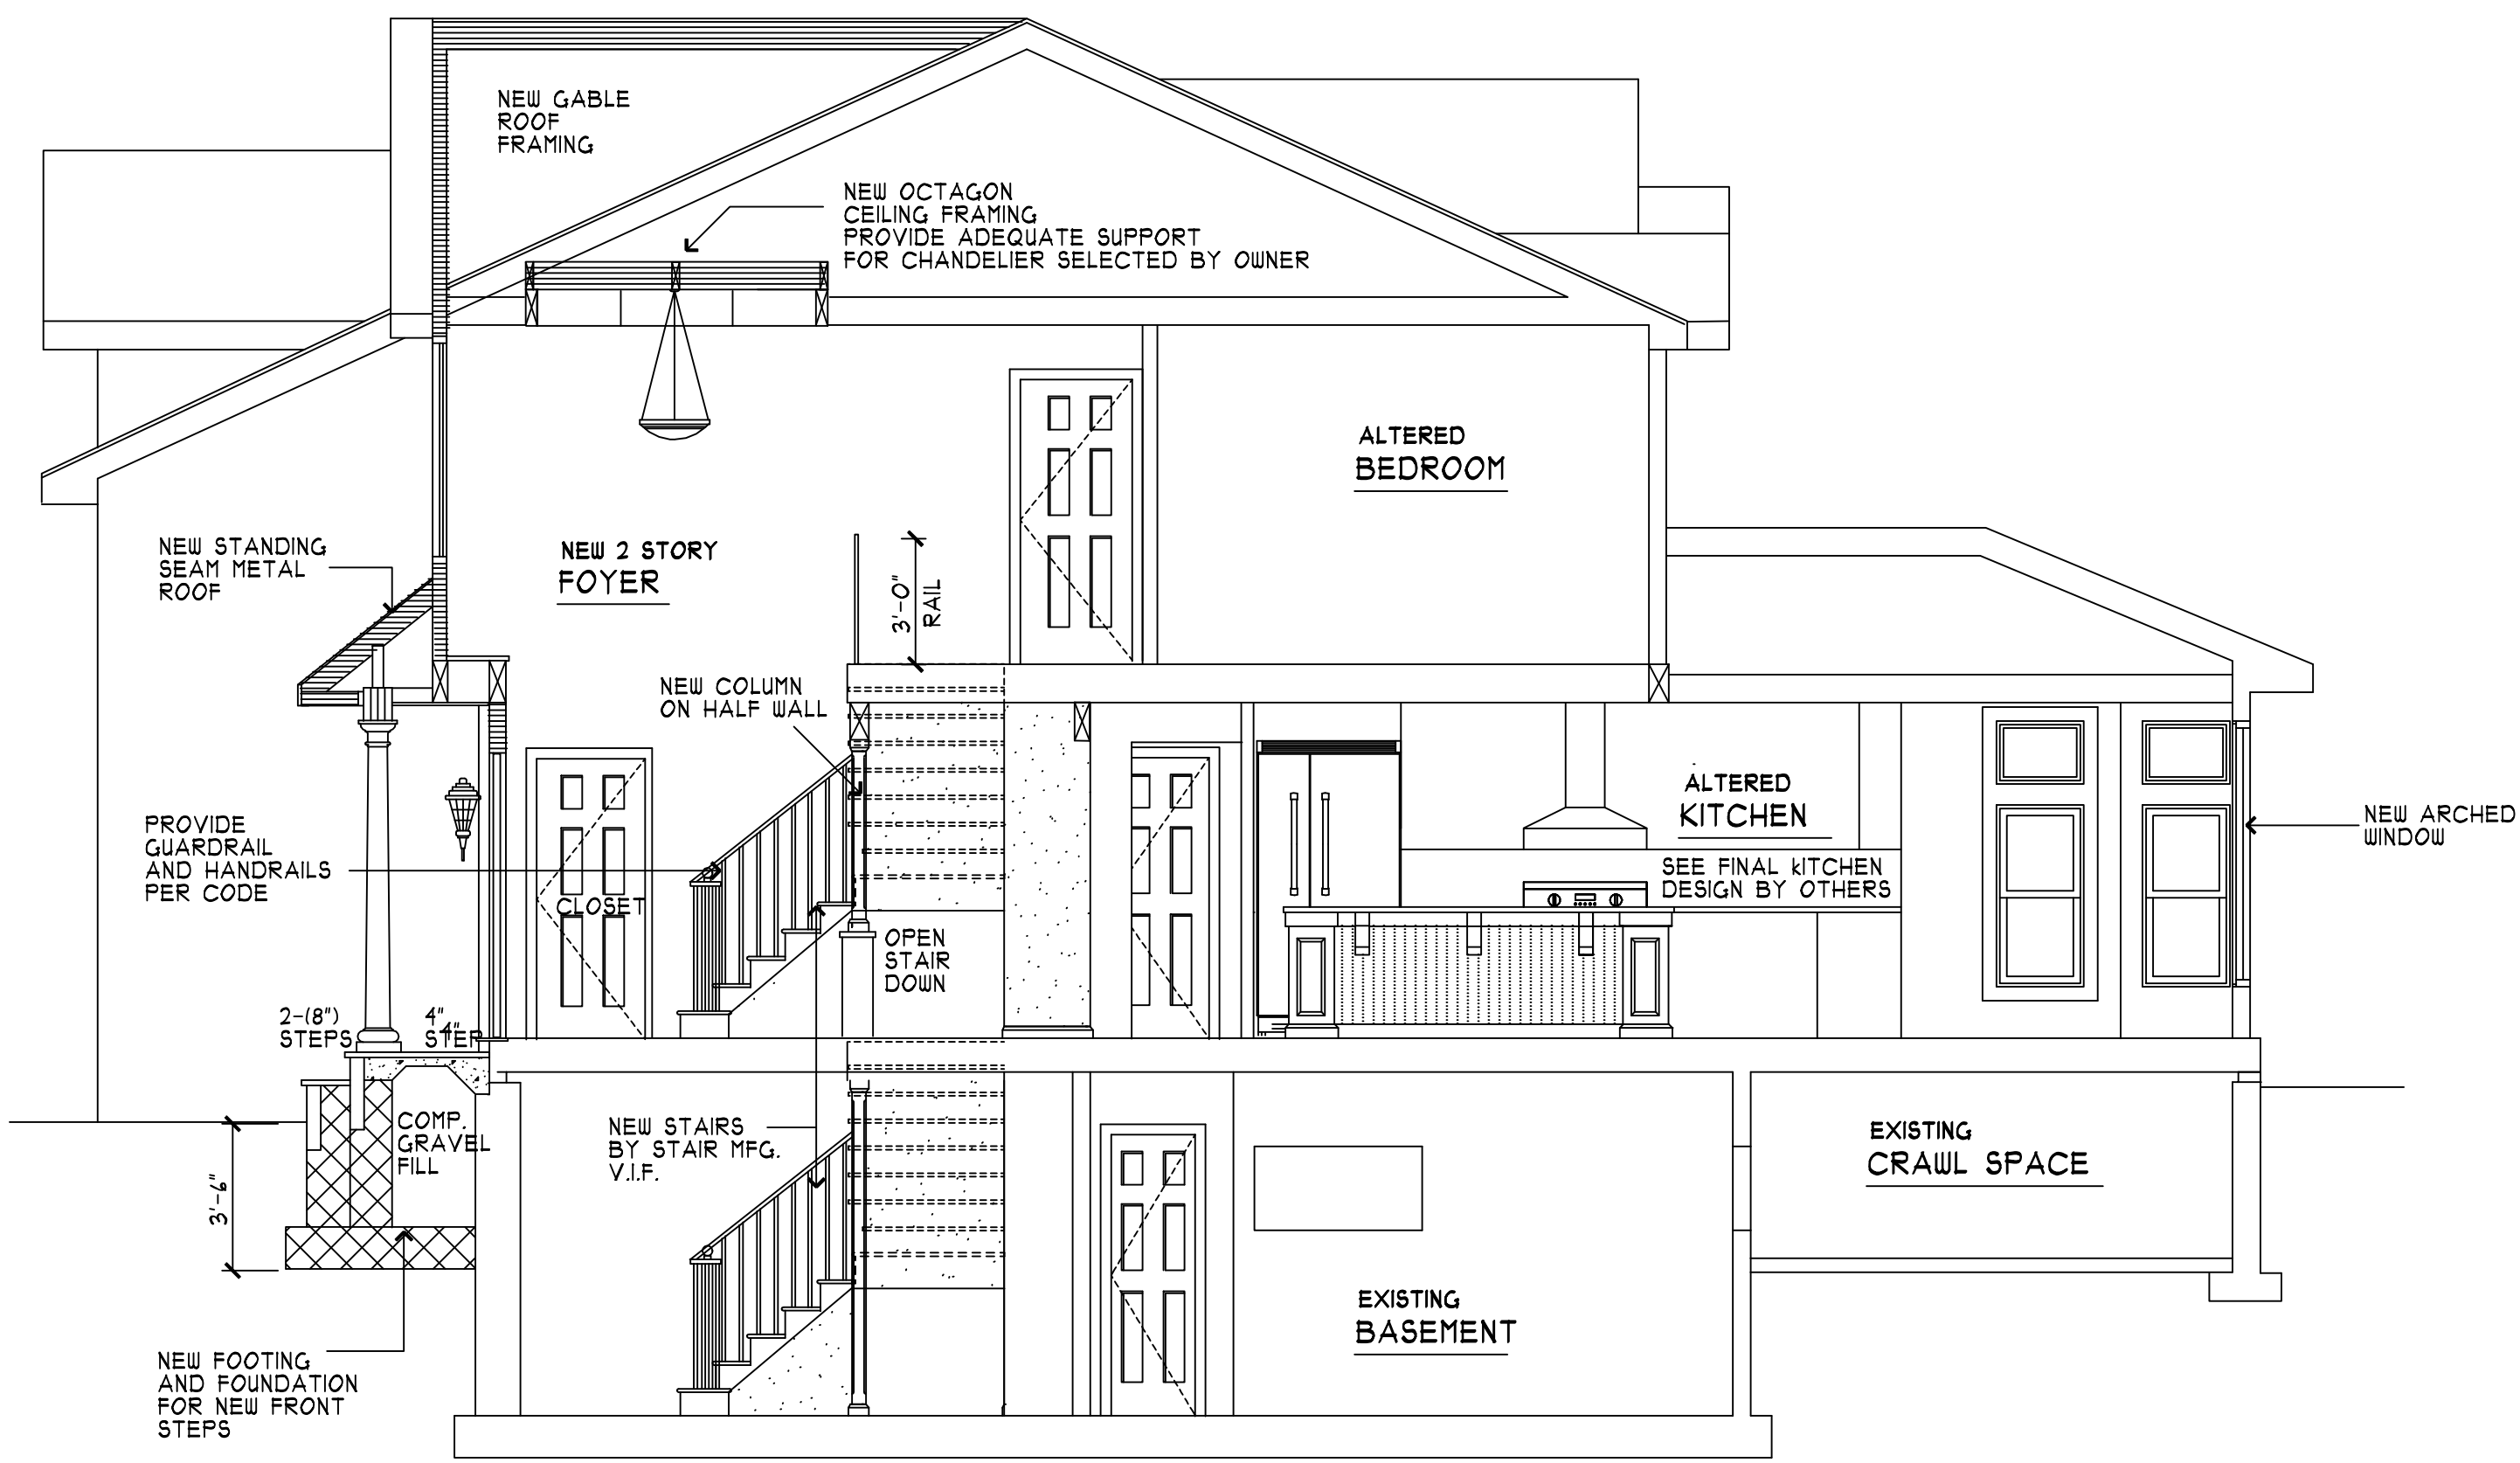 NEW GABLE
ROOF
FRAMING
NEW OCTAGON
CEILING FRAMING
PROVIDE ADEQUATE SUPPORT
FOR CHANDELIER SELECTED BY OWNER
ALTERED
BEDROOM
NEW STANDING
SEAM METAL
ROOF
NEW 2 STORY
FOYER
3'-0"
RAIL
NEW COLUMN
ON HALF WALL
ALTERED
KITCHEN
SEE FINAL KITCHEN
DESIGN BY OTHERS
NEW ARCHED
WINDOW
PROVIDE
GUARDRAIL
AND HANDRAILS
PER CODE
CLOSET
OPEN
STAIR
DOWN
2-(8")
STEPS
4"
4"
STEP
COMP.
GRAVEL
FILL
3'-6"
NEW STAIRS
BY STAIR MFG.
V.I.F.
EXISTING
CRAWL SPACE
EXISTING
BASEMENT
NEW FOOTING
AND FOUNDATION
FOR NEW FRONT
STEPS